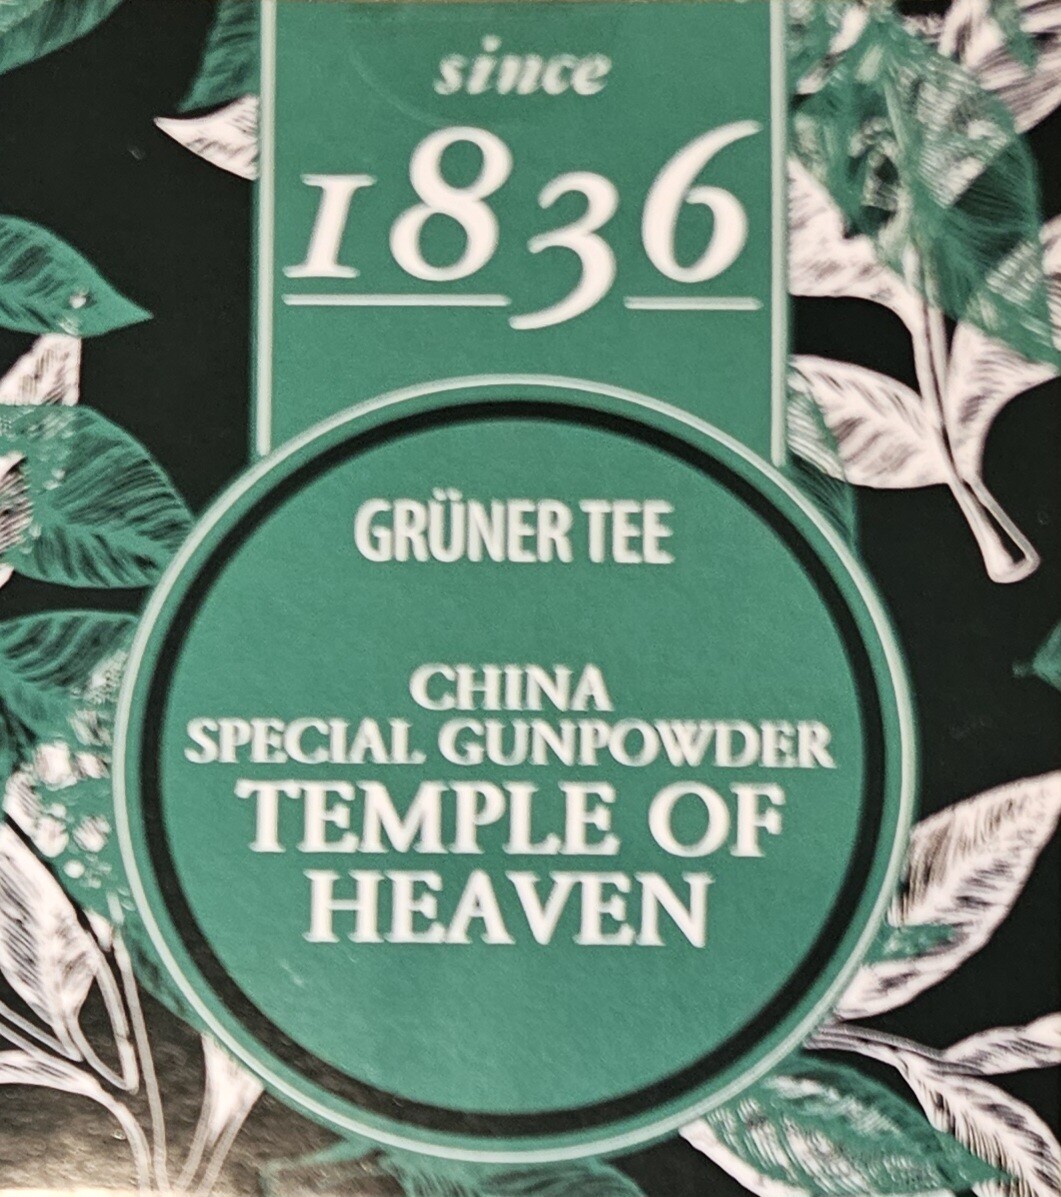 since
1836
GRÜNER TEE
CHINA
SPECIAL GUNPOWDER
TEMPLE OF
HEAVEN